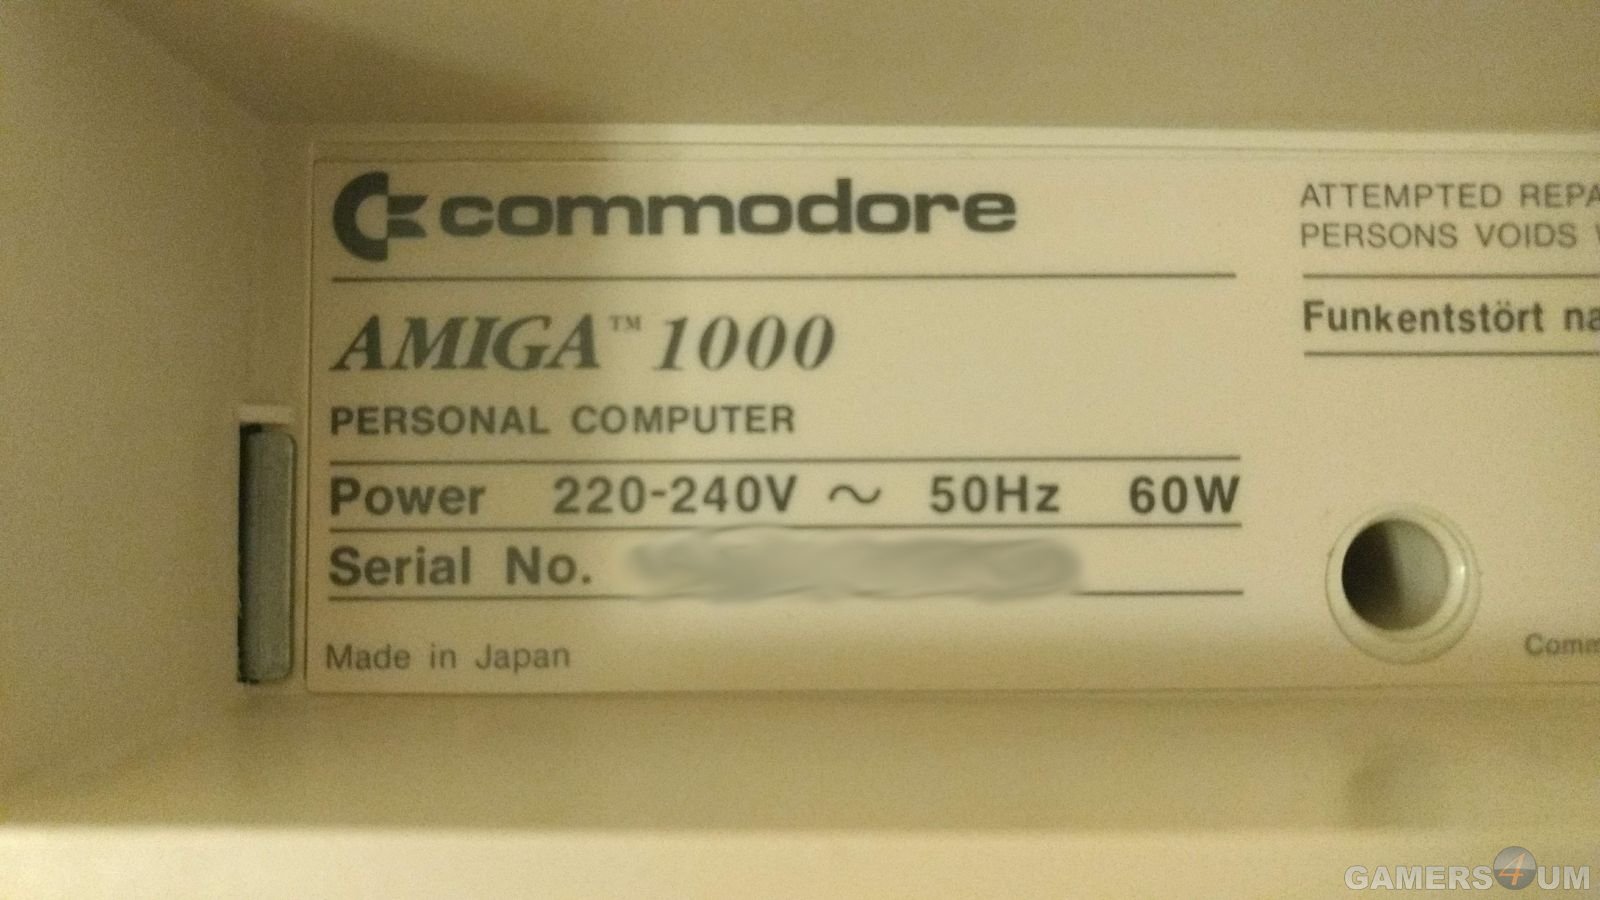 commodore
AMIGA™ 1000
PERSONAL COMPUTER
Power 220-240V ~ 50Hz 60W
Serial No.
Made in Japan
ATTEMPTED REPA
PERSONS VOIDS
Funkentstört na
Comm
GAMERS4UM